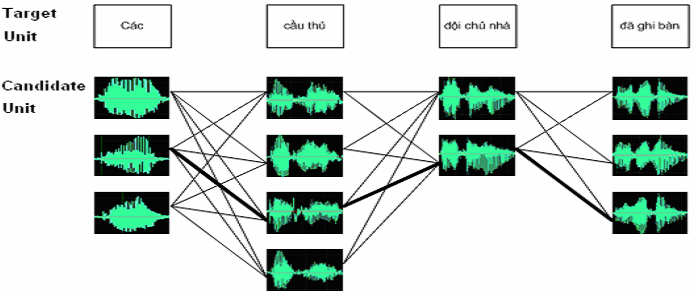 Target
Unit
Các
cầu thủ
đội chủ nhà
đã ghi bàn
Candidate
Unit